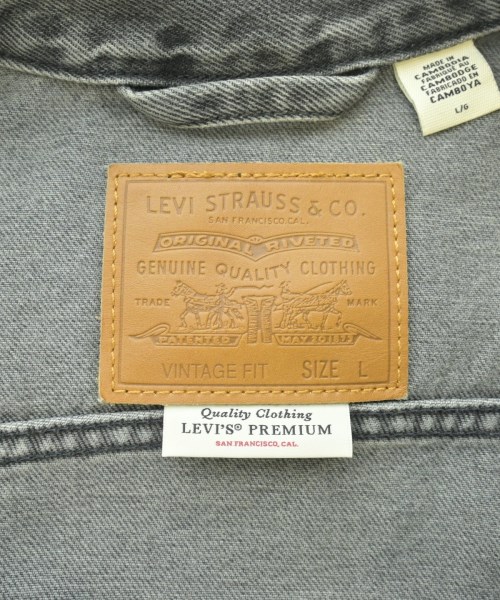 MADE IN
CAMBODIA
FABRIQUÉ AU
CAMBODGE
FABRICADO EN
CAMBOYA
L/G
LEVI STRAUSS & CO.
SAN FRANCISCO, CAL.
ORIGINAL RIVETED
GENUINE QUALITY CLOTHING
TRADE MARK
PATENTED MAY 20 1873
VINTAGE FIT SIZE L
Quality Clothing
LEVI'S® PREMIUM
SAN FRANCISCO, CAL.